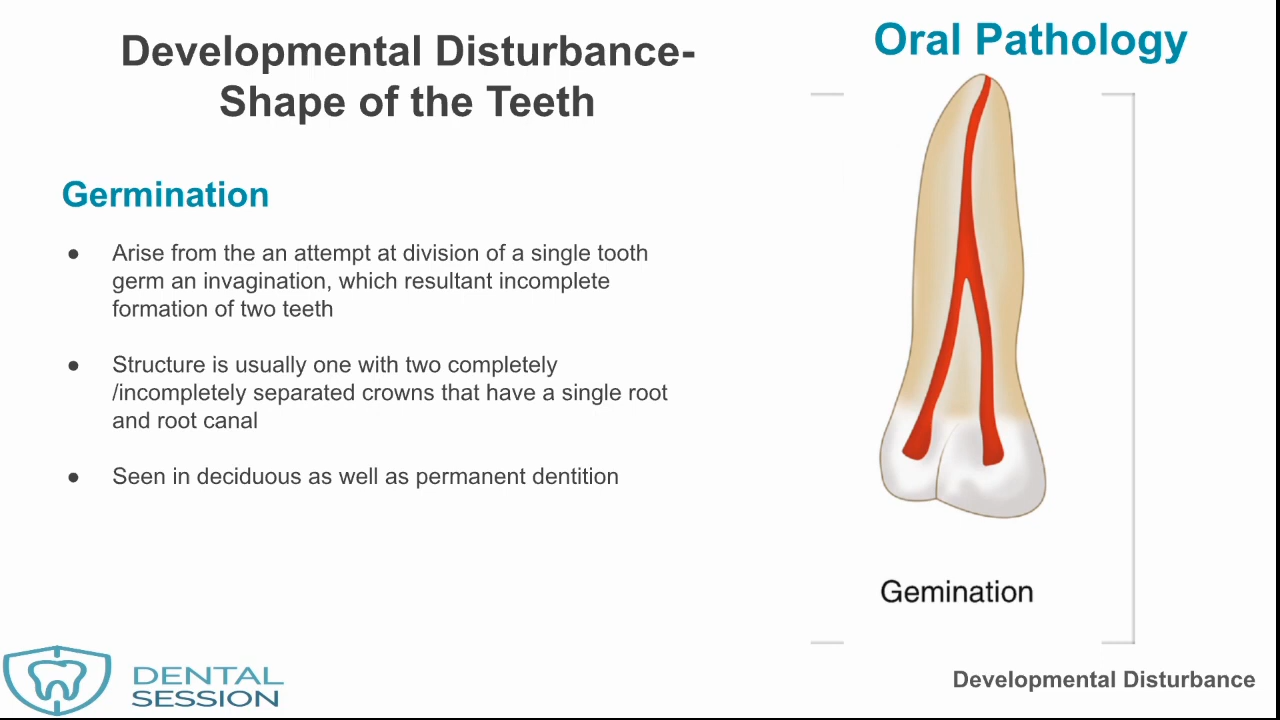 Developmental Disturbance-
Shape of the Teeth
Oral Pathology
Germination
● Arise from the an attempt at division of a single tooth
germ an invagination, which resultant incomplete
formation of two teeth
● Structure is usually one with two completely
/incompletely separated crowns that have a single root
and root canal
● Seen in deciduous as well as permanent dentition
Gemination
DENTAL
SESSION
Developmental Disturbance